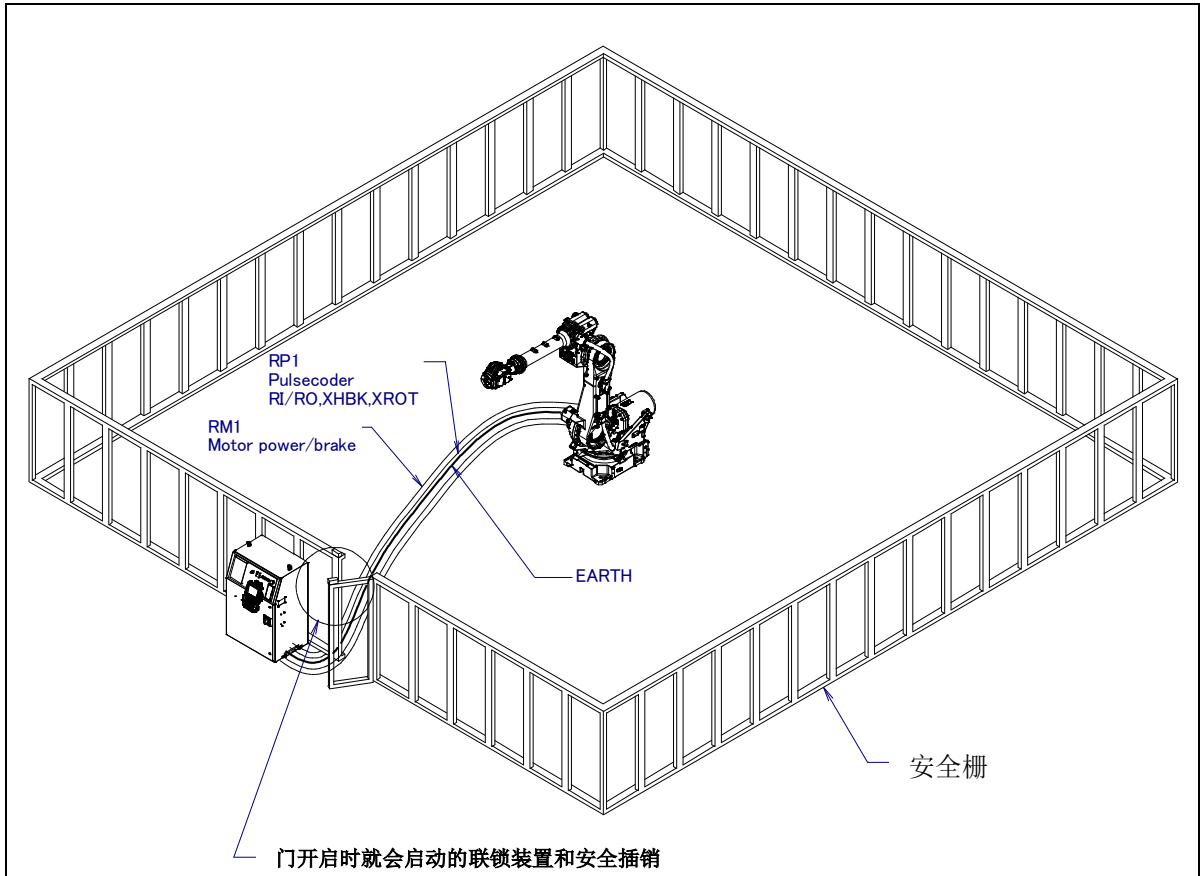 RP1
Pulsecoder
RI/RO,XHBK,XROT
RM1
Motor power/brake
EARTH
安全栅
门开启时就会启动的联锁装置和安全插销